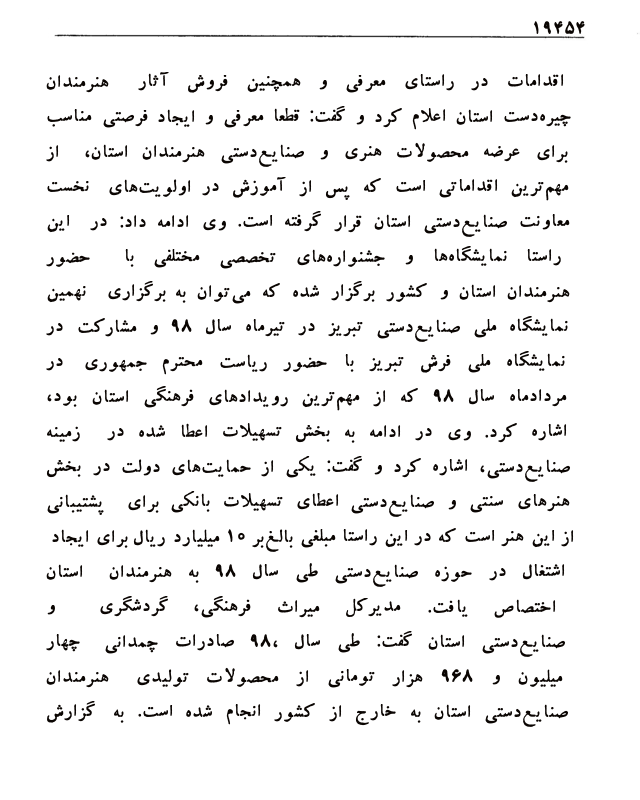 ۱۹۴۵۴
اقدامات در راستای معرفی و همچنین فروش آثار هنرمندان
چیره‌دست استان اعلام کرد و گفت: قطعا معرفی و ایجاد فرصتی مناسب
برای عرضه محصولات هنری و صنایع‌دستی هنرمندان استان، از
مهم‌ترین اقداماتی است که پس از آموزش در اولویت‌های نخست
معاونت صنایع‌دستی استان قرار گرفته است. وی ادامه داد: در این
راستا نمایشگاه‌ها و جشنواره‌های تخصصی مختلفی با حضور
هنرمندان استان و کشور برگزار شده که می‌توان به برگزاری نهمین
نمایشگاه ملی صنایع‌دستی تبریز در تیرماه سال ۹۸ و مشارکت در
نمایشگاه ملی فرش تبریز با حضور ریاست محترم جمهوری در
مردادماه سال ۹۸ که از مهم‌ترین رویدادهای فرهنگی استان بود،
اشاره کرد. وی در ادامه به بخش تسهیلات اعطا شده در زمینه
صنایع‌دستی، اشاره کرد و گفت: یکی از حمایت‌های دولت در بخش
هنرهای سنتی و صنایع‌دستی اعطای تسهیلات بانکی برای پشتیبانی
از این هنر است که در این راستا مبلغی بالغ‌بر ۱۰ میلیارد ریال برای ایجاد
اشتغال در حوزه صنایع‌دستی طی سال ۹۸ به هنرمندان استان
اختصاص یافت. مدیرکل میراث فرهنگی، گردشگری و
صنایع‌دستی استان گفت: طی سال ۹۸، صادرات چمدانی چهار
میلیون و ۹۶۸ هزار تومانی از محصولات تولیدی هنرمندان
صنایع‌دستی استان به خارج از کشور انجام شده است. به گزارش